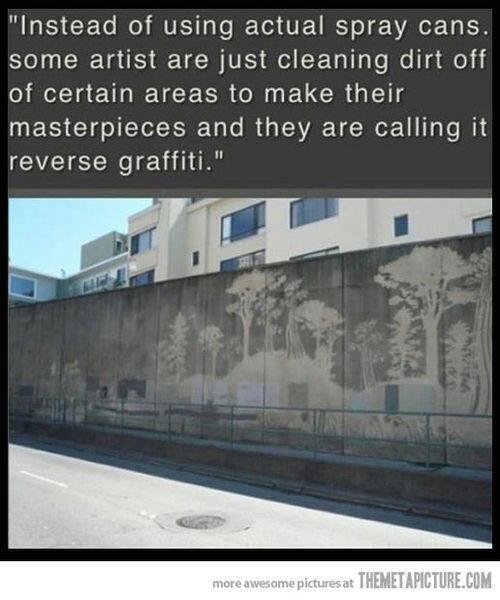 "Instead of using actual spray cans.
some artist are just cleaning dirt off
of certain areas to make their
masterpieces and they are calling it
reverse graffiti."
more awesome pictures at THEMETAPICTURE.COM